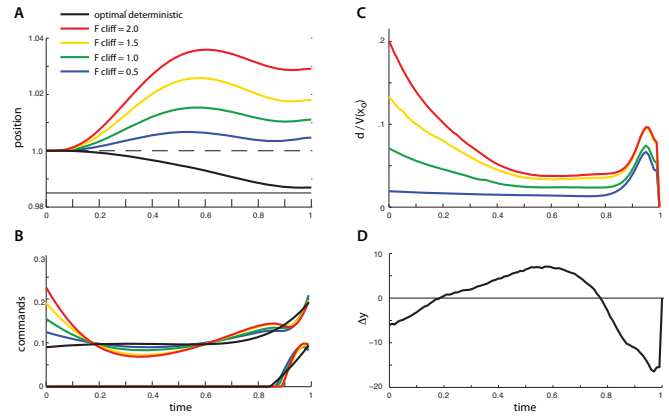 A
optimal deterministic
F cliff = 2.0
F cliff = 1.5
F cliff = 1.0
F cliff = 0.5
position
1.04
1.02
1.0
0.98
0
0.2
0.4
0.6
0.8
1
B
commands
0.3
0.2
0.1
0
0
0.2
0.4
0.6
0.8
1
time
C
d / V(x₀)
.2
.1
0
0
0.2
0.4
0.6
0.8
1
D
Δy
10
0
−10
−20
0
0.2
0.4
0.6
0.8
1
time